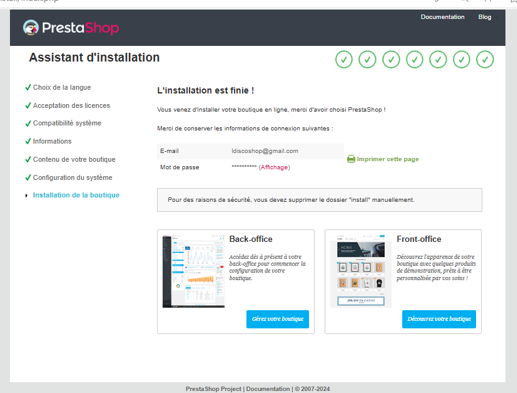 Documentation Blog
PrestaShop
Assistant d'installation
Choix de la langue
Acceptation des licences
Compatibilité système
Informations
Contenu de votre boutique
Configuration du système
Installation de la boutique
L'installation est finie !
Vous venez d'installer votre boutique en ligne, merci d'avoir choisi PrestaShop !
Merci de conserver les informations de connexion suivantes :
E-mail ldiscoshop@gmail.com
Mot de passe ********** (Affichage)
Imprimer cette page
Pour des raisons de sécurité, vous devez supprimer le dossier "install" manuellement.
Back-office
Accédez dès à présent à votre
back-office pour commencer la
configuration de votre
boutique.
Gérez votre boutique
Front-office
Découvrez l'apparence de votre
boutique avec quelques produits
de démonstration, prête à être
personnalisée par vos soins !
Découvrez votre boutique
PrestaShop Project | Documentation | © 2007-2024